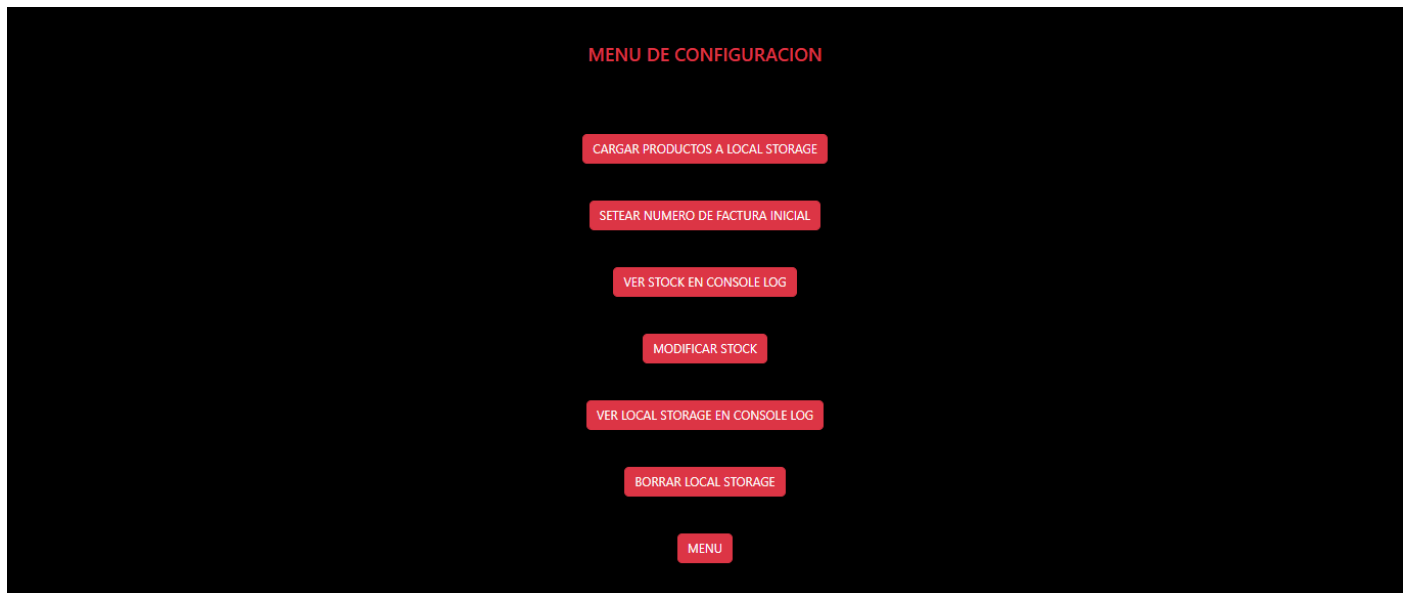 MENU DE CONFIGURACION
CARGAR PRODUCTOS A LOCAL STORAGE
SETEAR NUMERO DE FACTURA INICIAL
VER STOCK EN CONSOLE LOG
MODIFICAR STOCK
VER LOCAL STORAGE EN CONSOLE LOG
BORRAR LOCAL STORAGE
MENU